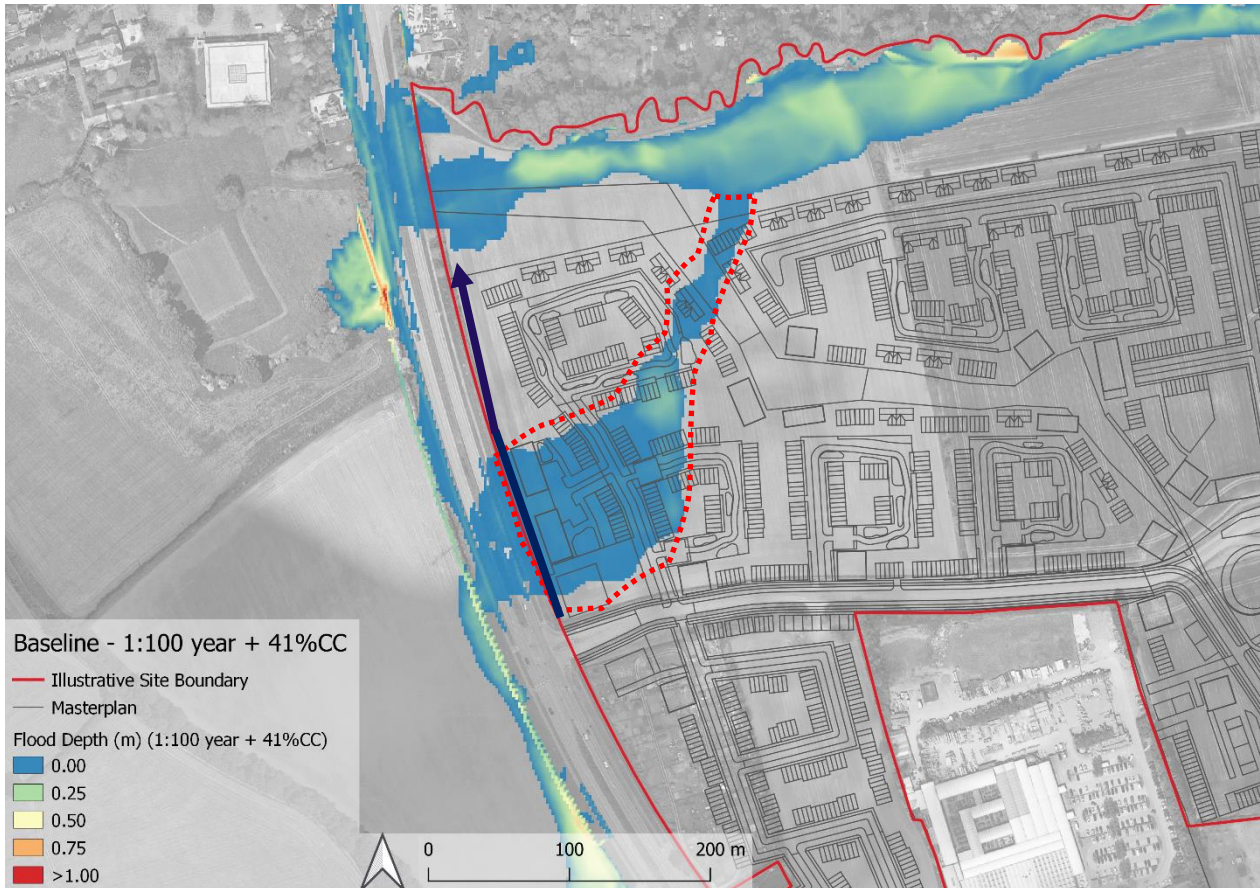 Baseline - 1:100 year + 41%CC
Illustrative Site Boundary
Masterplan
Flood Depth (m) (1:100 year + 41%CC)
0.00
0.25
0.50
0.75
>1.00
0 100 200 m